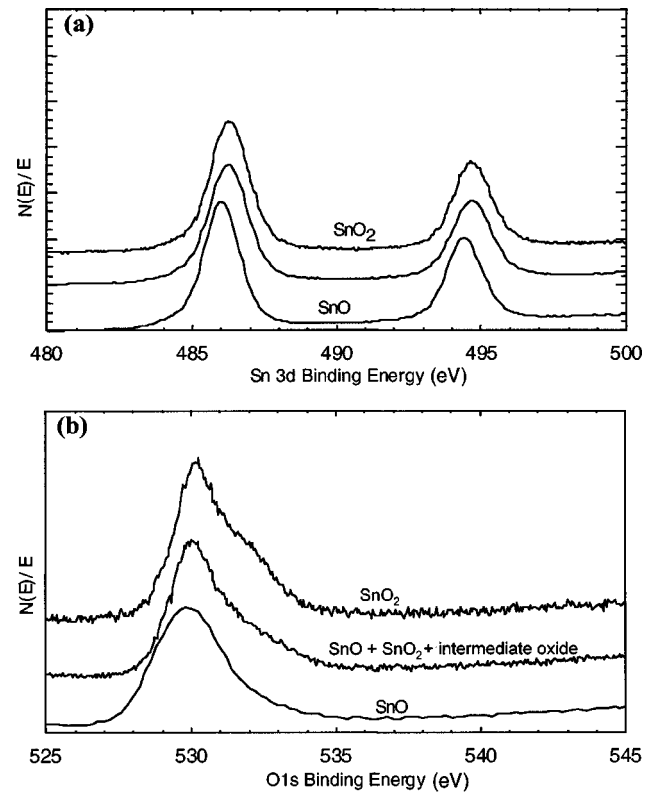 (a)
N(E)/ E
SnO2
SnO
480 485 490 495 500
Sn 3d Binding Energy (eV)
(b)
N(E)/ E
SnO2
SnO + SnO2 + intermediate oxide
SnO
525 530 535 540 545
O1s Binding Energy (eV)